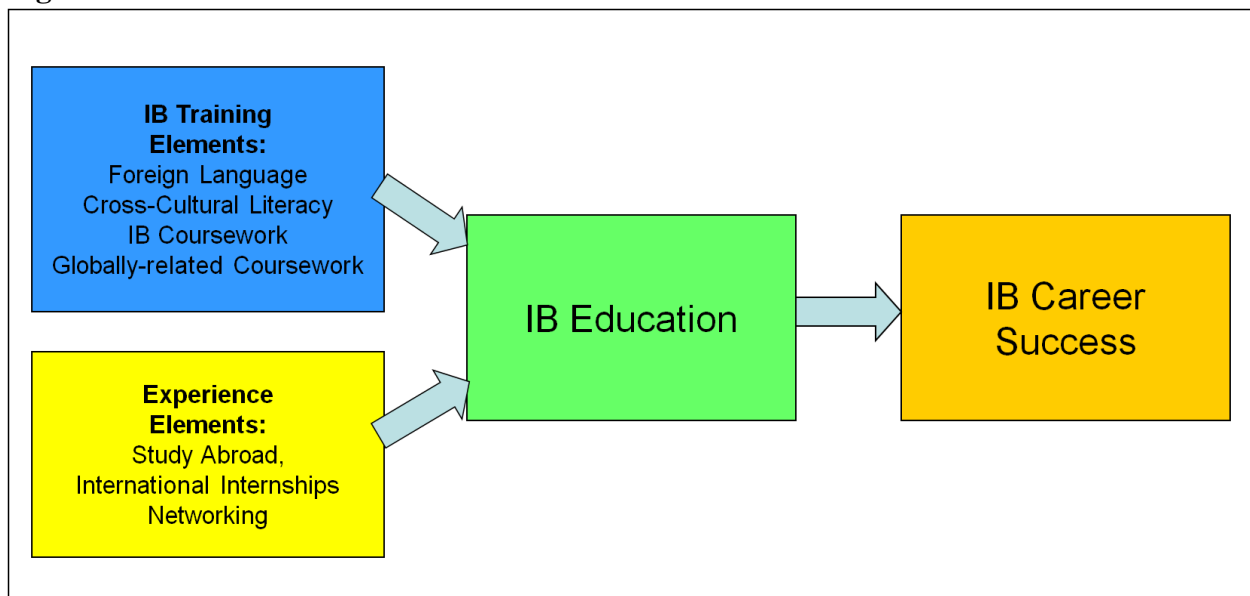 IB Training
Elements:
Foreign Language
Cross-Cultural Literacy
IB Coursework
Globally-related Coursework
Experience
Elements:
Study Abroad,
International Internships
Networking
IB Education
IB Career
Success